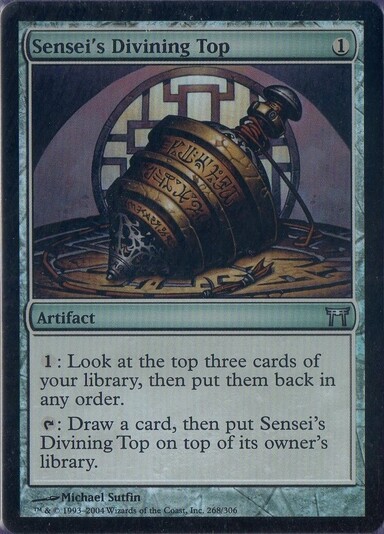 Sensei's Divining Top 1
Artifact
1: Look at the top three cards of
your library, then put them back in
any order.
: Draw a card, then put Sensei's
Divining Top on top of its owner's
library.
Michael Sutfin
™ & © 1993–2004 Wizards of the Coast, Inc. 268/306